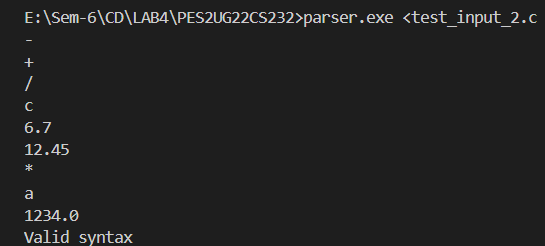 E:\Sem-6\CD\LAB4\PES2UG22CS232>parser.exe <test_input_2.c
-
+
/
c
6.7
12.45
*
a
1234.0
Valid syntax